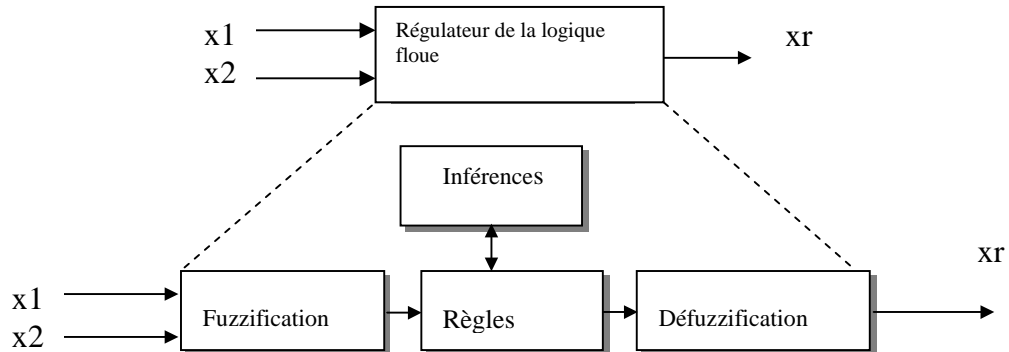 x1
x2
Régulateur de la logique
floue
xr
Inférences
x1
x2
Fuzzification
Règles
Défuzzification
xr